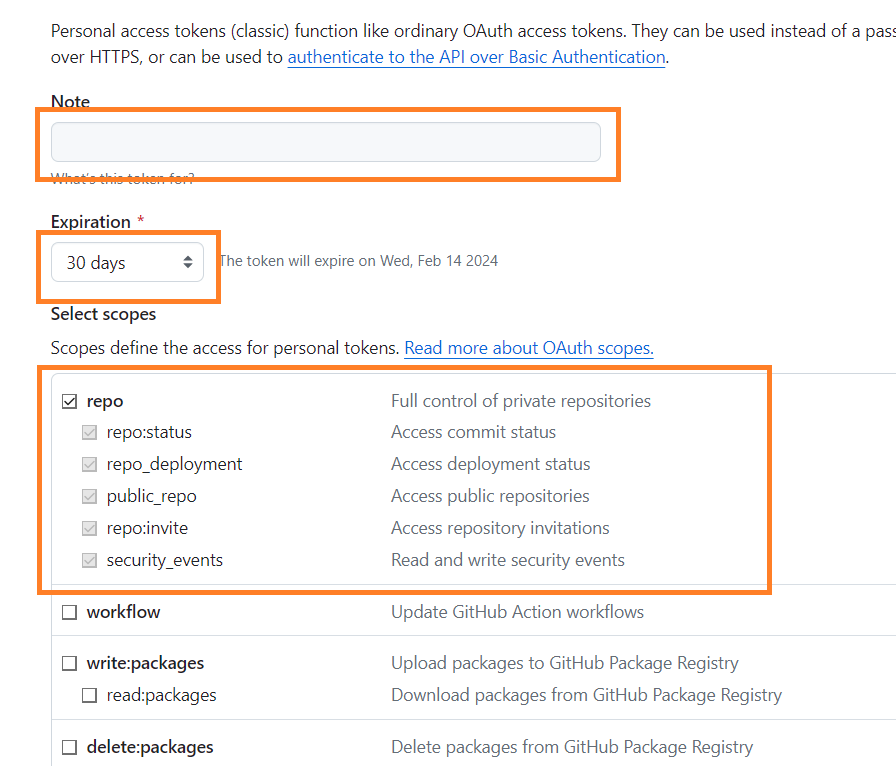 Personal access tokens (classic) function like ordinary OAuth access tokens. They can be used instead of a pas
over HTTPS, or can be used to authenticate to the API over Basic Authentication.
Note
What's this token for?
Expiration *
30 days The token will expire on Wed, Feb 14 2024
Select scopes
Scopes define the access for personal tokens. Read more about OAuth scopes.
repo Full control of private repositories
repo:status Access commit status
repo_deployment Access deployment status
public_repo Access public repositories
repo:invite Access repository invitations
security_events Read and write security events
workflow Update GitHub Action workflows
write:packages Upload packages to GitHub Package Registry
read:packages Download packages from GitHub Package Registry
delete:packages Delete packages from GitHub Package Registry